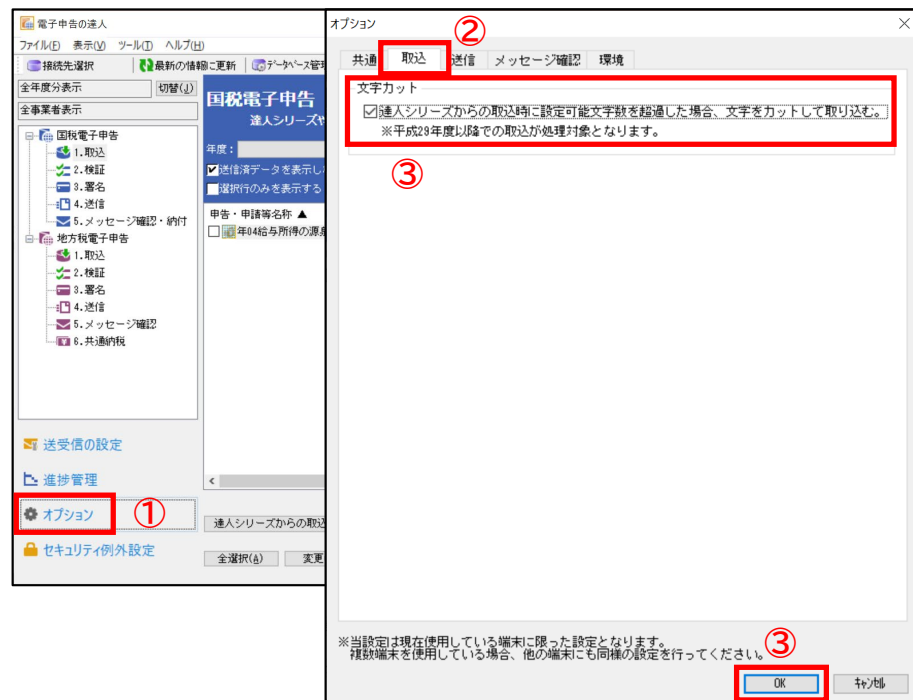 電子申告の達人
ファイル(F) 表示(V) ツール(T) ヘルプ(H)
接続先選択 最新の情報に更新 データベース管
全年度分表示 切替(J)
全事業者表示
国税電子申告
1.取込
2.検証
3.署名
4.送信
5.メッセージ確認・納付
地方税電子申告
1.取込
2.検証
3.署名
4.送信
5.メッセージ確認
6.共通納税
送受信の設定
進捗管理
オプション ①
セキュリティ例外設定
国税電子申告
達人シリーズや
年度:
送信済データを表示し
選択行のみを表示する
申告・申請等名称 ▲
年04給与所得の源泉
達人シリーズからの取込
全選択(A) 変更
オプション
②
共通 取込 送信 メッセージ確認 環境
文字カット
達人シリーズからの取込時に設定可能文字数を超過した場合、文字をカットして取り込む。
※平成29年度以降での取込が処理対象となります。
③
※当設定は現在使用している端末に限った設定となります。
複数端末を使用している場合、他の端末にも同様の設定を行ってください。
③
OK キャンセル